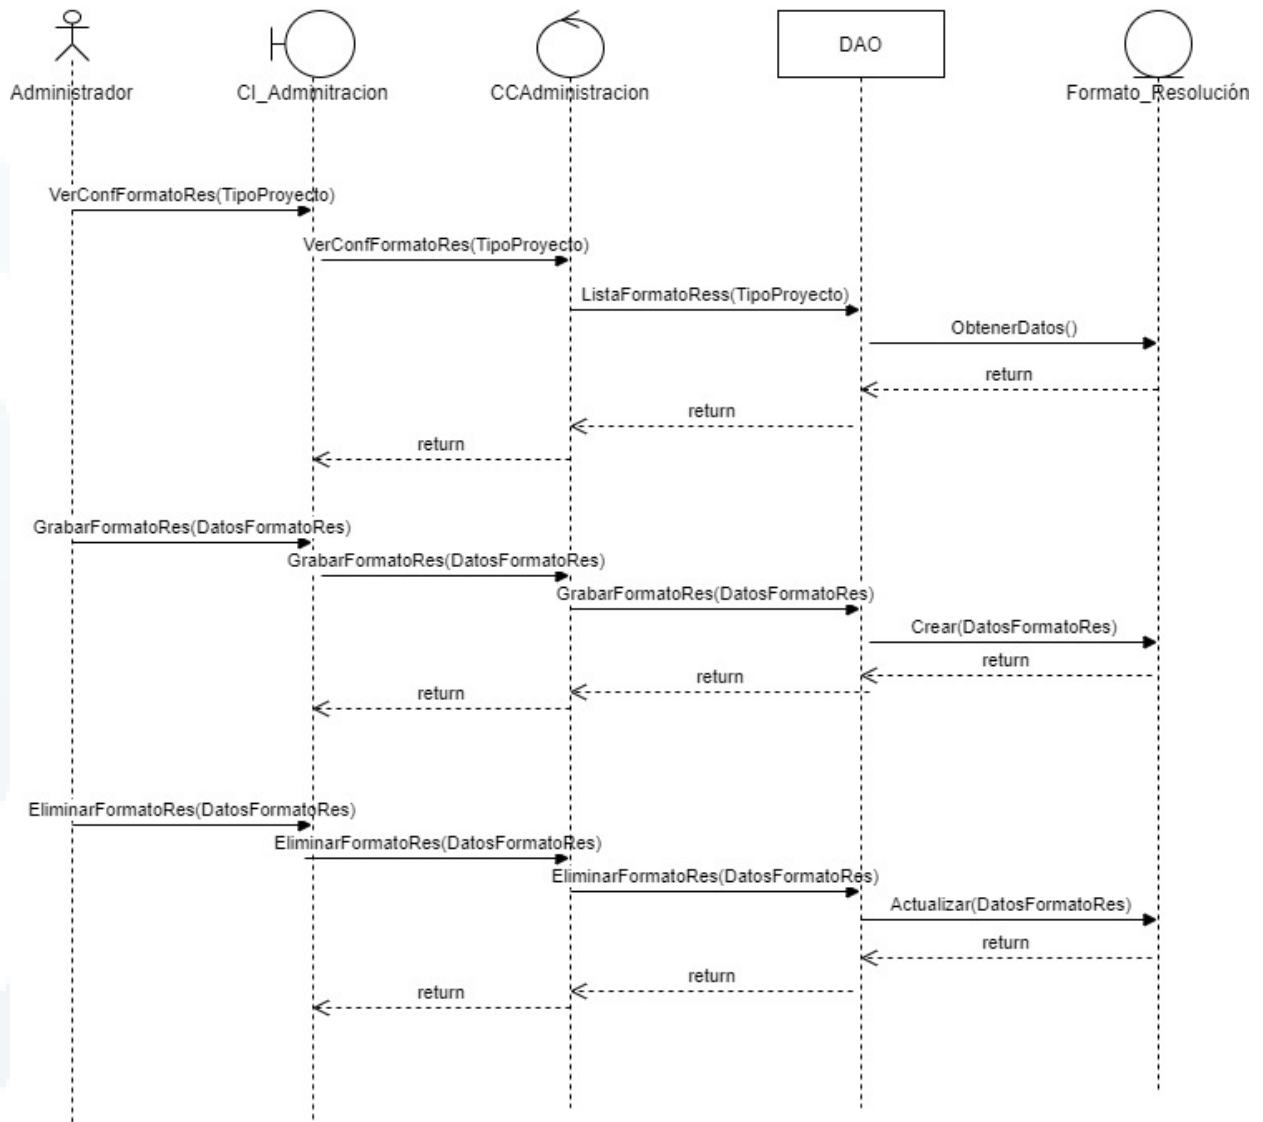 Administrador
CI_Admnitracion
CCAdministracion
DAO
Formato_Resolución
VerConfFormatoRes(TipoProyecto)
VerConfFormatoRes(TipoProyecto)
ListaFormatoRess(TipoProyecto)
ObtenerDatos()
return
return
return
GrabarFormatoRes(DatosFormatoRes)
GrabarFormatoRes(DatosFormatoRes)
GrabarFormatoRes(DatosFormatoRes)
Crear(DatosFormatoRes)
return
return
return
EliminarFormatoRes(DatosFormatoRes)
EliminarFormatoRes(DatosFormatoRes)
EliminarFormatoRes(DatosFormatoRes)
Actualizar(DatosFormatoRes)
return
return
return